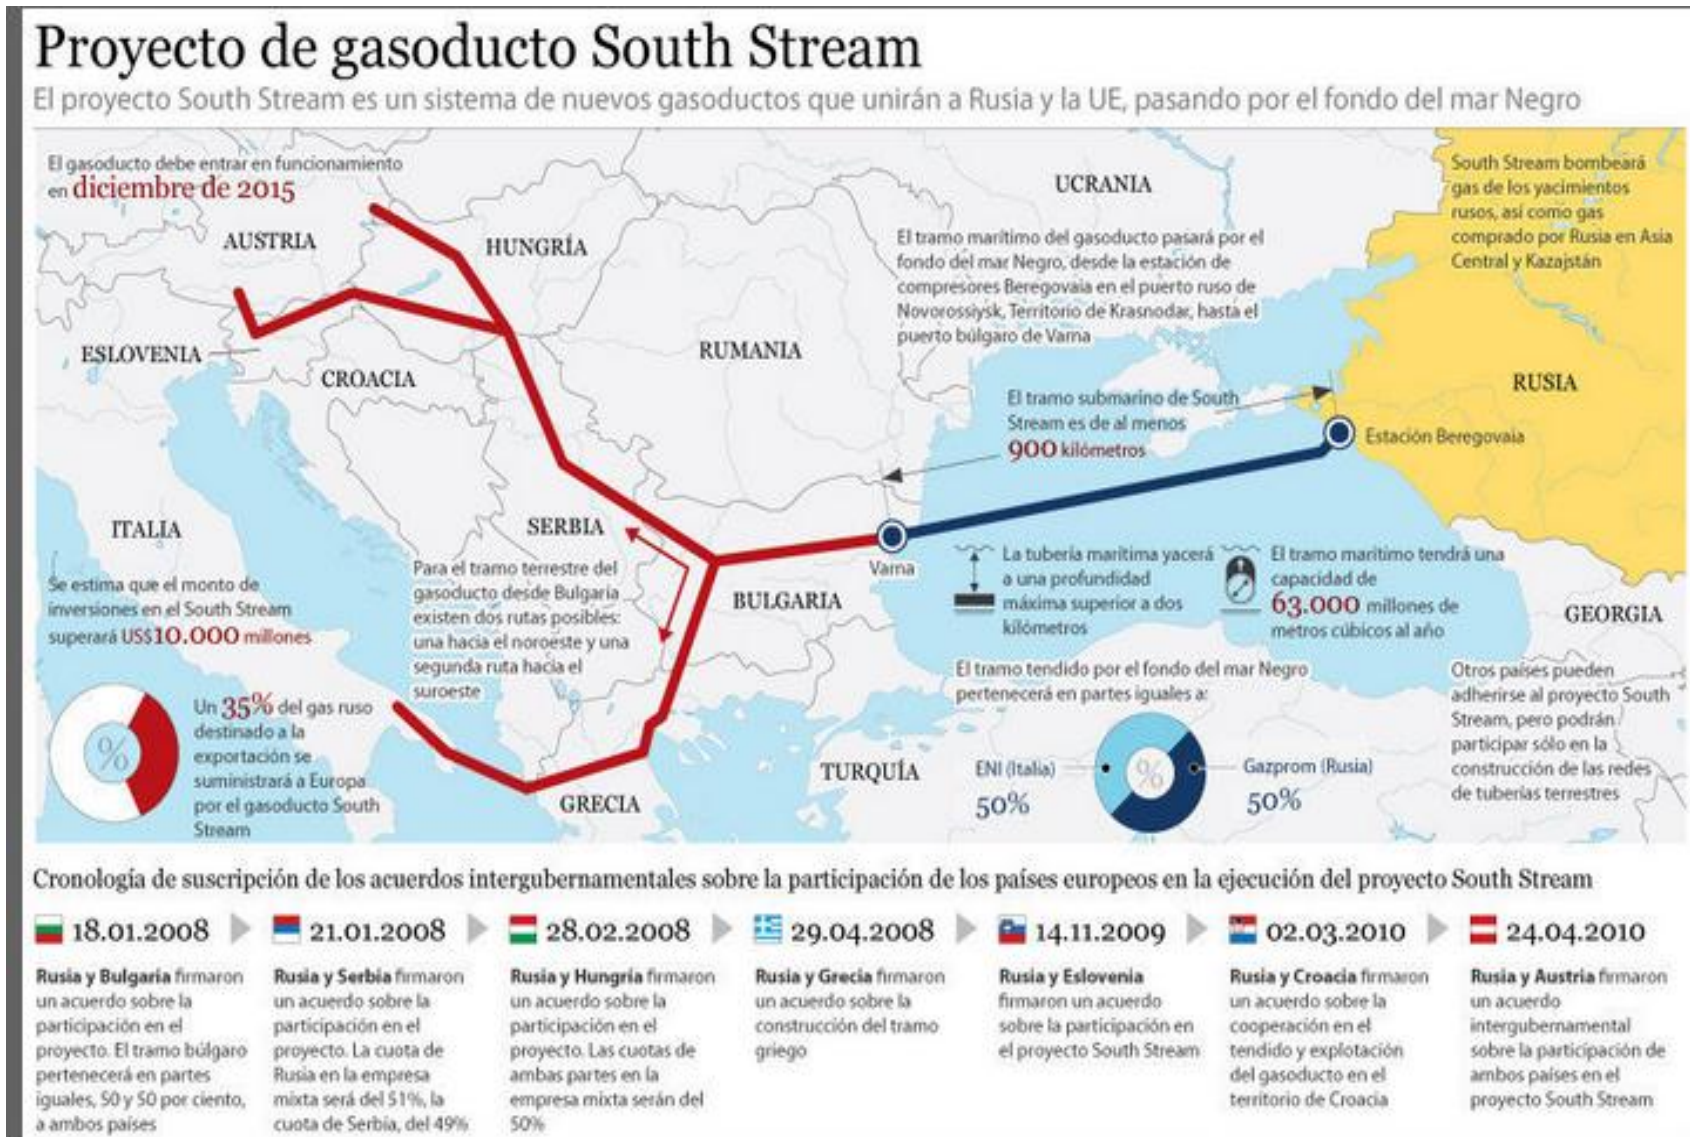 Proyecto de gasoducto South Stream
El proyecto South Stream es un sistema de nuevos gasoductos que unirán a Rusia y la UE, pasando por el fondo del mar Negro
El gasoducto debe entrar en funcionamiento
en diciembre de 2015
AUSTRIA
HUNGRÍA
ESLOVENIA
CROACIA
RUMANIA
UCRANIA
El tramo marítimo del gasoducto pasará por el
fondo del mar Negro, desde la estación de
compresores Beregovaia en el puerto ruso de
Novorossiysk, Territorio de Krasnodar, hasta el
puerto búlgaro de Varna
South Stream bombeará
gas de los yacimientos
rusos, así como gas
comprado por Rusia en Asia
Central y Kazajstán
RUSIA
El tramo submarino de South
Stream es de al menos
900 kilómetros
Estación Beregovaia
ITALIA
SERBIA
Se estima que el monto de
inversiones en el South Stream
superará US$10.000 millones
Para el tramo terrestre del
gasoducto desde Bulgaria
existen dos rutas posibles:
una hacia el noroeste y una
segunda ruta hacia el
suroeste
Varna
BULGARIA
La tubería marítima yacerá
a una profundidad
máxima superior a dos
kilómetros
El tramo marítimo tendrá una
capacidad de
63.000 millones de
metros cúbicos al año
GEORGIA
Un 35% del gas ruso
destinado a la
exportación se
suministrará a Europa
por el gasoducto South
Stream
%
GRECIA
TURQUÍA
El tramo tendido por el fondo del mar Negro
pertenecerá en partes iguales a:
ENI (Italia)
50%
%
Gazprom (Rusia)
50%
Otros países pueden
adherirse al proyecto South
Stream, pero podrán
participar sólo en la
construcción de las redes
de tuberías terrestres
Cronología de suscripción de los acuerdos intergubernamentales sobre la participación de los países europeos en la ejecución del proyecto South Stream
18.01.2008
Rusia y Bulgaria firmaron
un acuerdo sobre la
participación en el
proyecto. El tramo búlgaro
pertenecerá en partes
iguales, 50 y 50 por ciento,
a ambos países
21.01.2008
Rusia y Serbia firmaron
un acuerdo sobre la
participación en el
proyecto. La cuota de
Rusia en la empresa
mixta será del 51%, la
cuota de Serbia, del 49%
28.02.2008
Rusia y Hungría firmaron
un acuerdo sobre la
participación en el
proyecto. Las cuotas de
ambas partes en la
empresa mixta serán del
50%
29.04.2008
Rusia y Grecia firmaron
un acuerdo sobre la
construcción del tramo
griego
14.11.2009
Rusia y Eslovenia
firmaron un acuerdo
sobre la participación en
el proyecto South Stream
02.03.2010
Rusia y Croacia firmaron
un acuerdo sobre la
cooperación en el
tendido y explotación
del gasoducto en el
territorio de Croacia
24.04.2010
Rusia y Austria firmaron
un acuerdo
intergubernamental
sobre la participación de
ambos países en el
proyecto South Stream